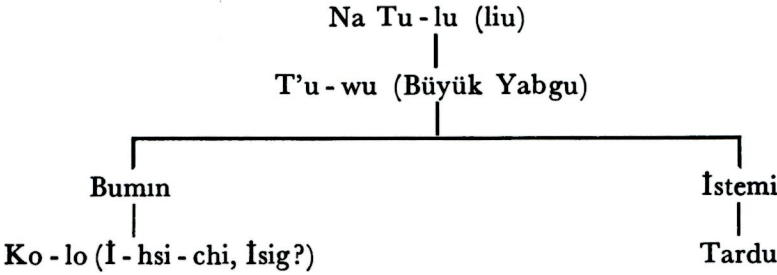 Na Tu - lu (liu)
T’u - wu (Büyük Yabgu)
Bumın İstemi
Ko - lo (İ - hsi - chi, İsig?) Tardu